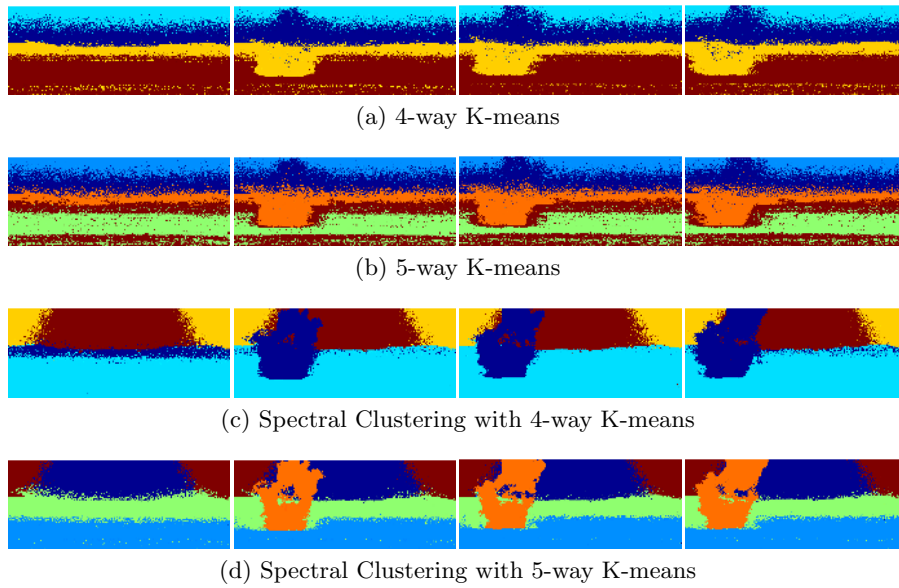 (a) 4-way K-means
(b) 5-way K-means
(c) Spectral Clustering with 4-way K-means
(d) Spectral Clustering with 5-way K-means